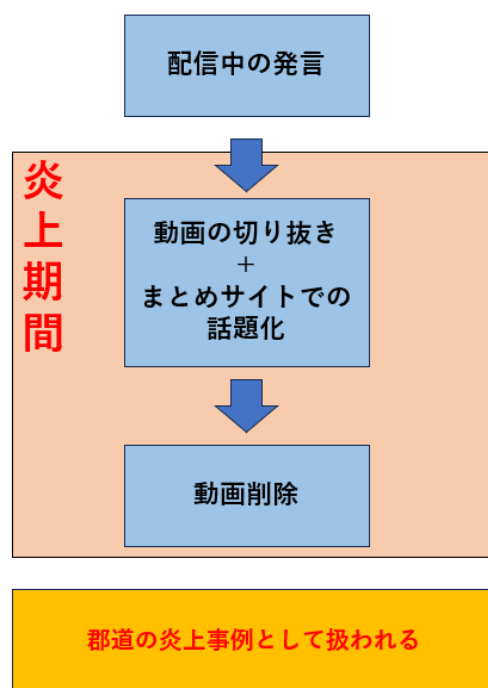 配信中の発言
炎
上
期
間
動画の切り抜き
+
まとめサイトでの
話題化
動画削除
郡道の炎上事例として扱われる